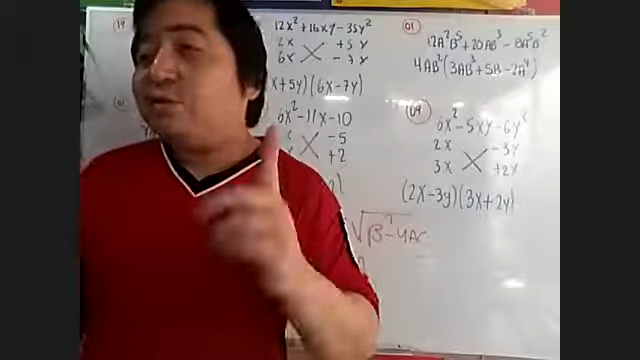 19
12x² + 16xy - 35y²
2x + 5y
6x - 7y
x+5y)(6x-7y)
6x² - 11x - 10
- 5
+ 2
√B² - 4AC
01
12A²B⁵ + 20AB³ - 8A⁵B²
4AB²(3AB³ + 5B - 2A⁴)
04
6x² - 5xy - 6y²
2x - 3y
3x + 2y
(2x-3y)(3x+2y)